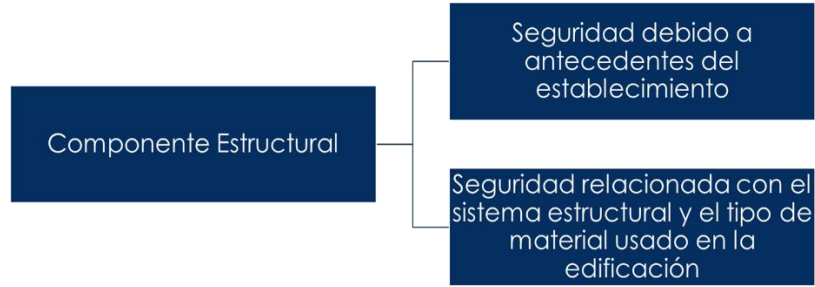 Componente Estructural
Seguridad debido a
antecedentes del
establecimiento
Seguridad relacionada con el
sistema estructural y el tipo de
material usado en la
edificación